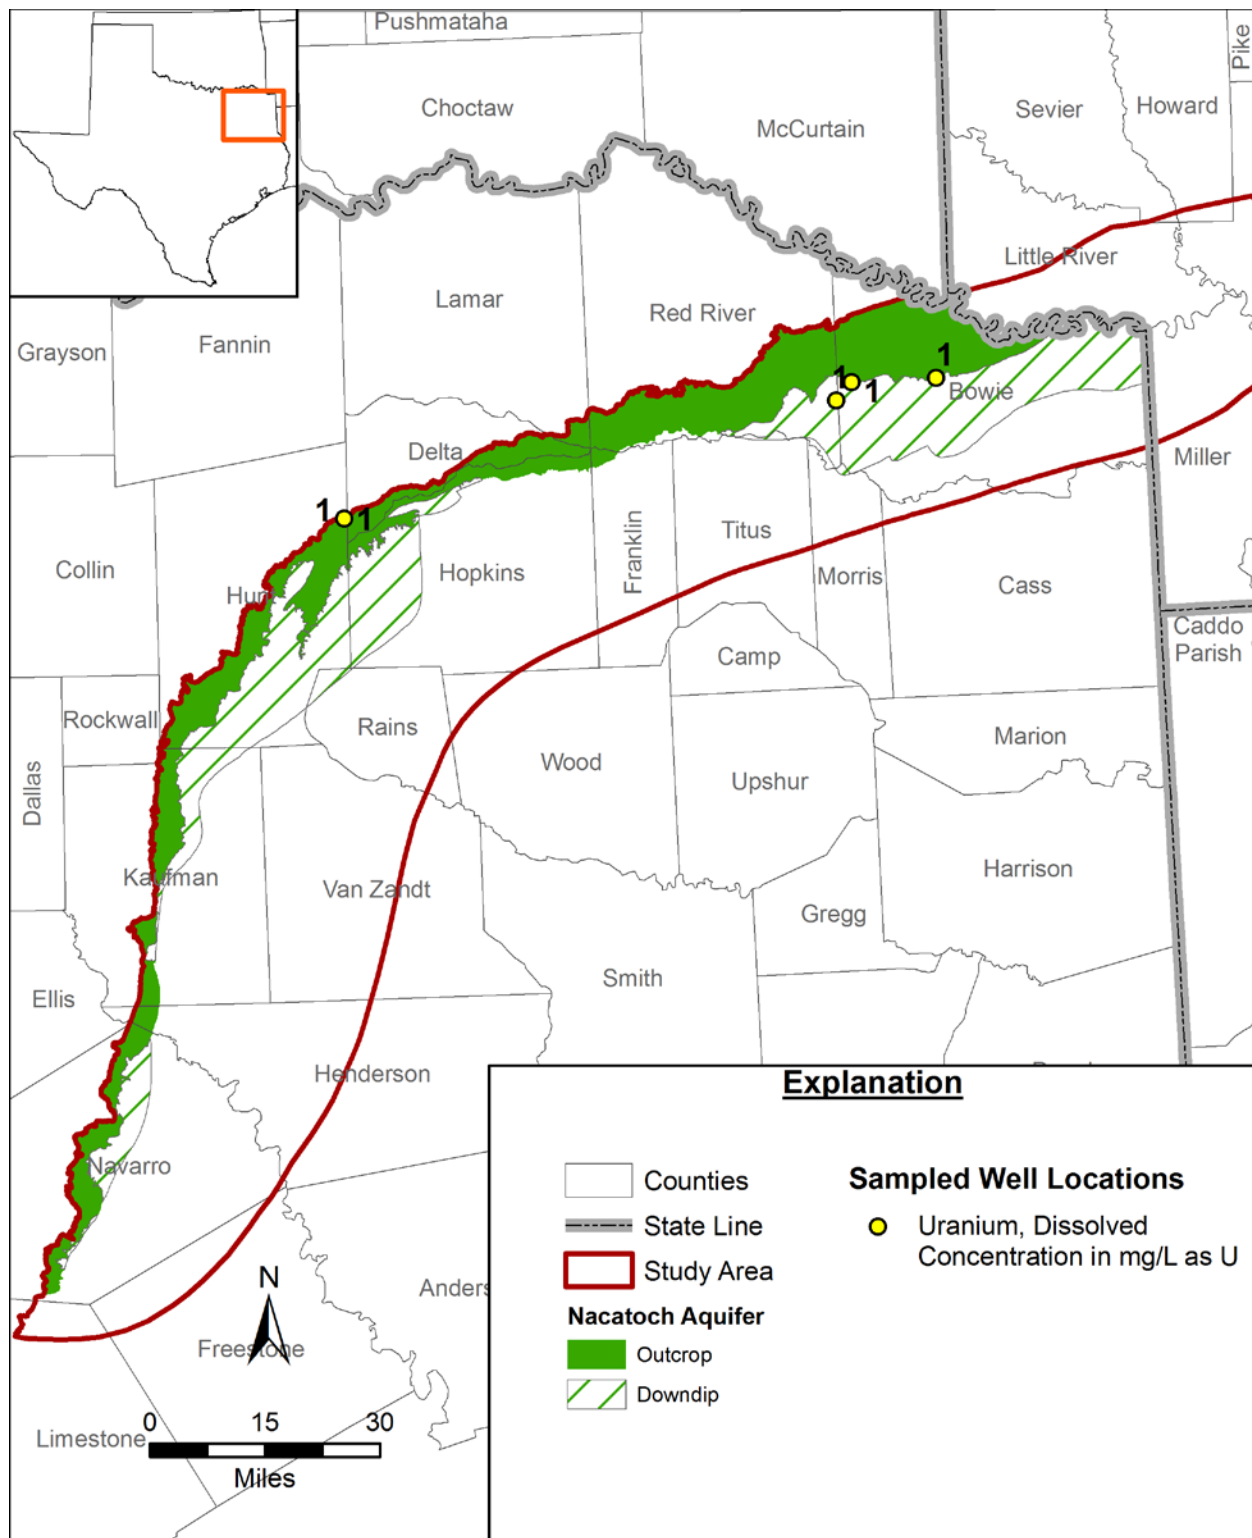 Pushmataha
Pike
Choctaw
Sevier
Howard
McCurtain
Little River
Lamar
Red River
Fannin
Grayson
1
1
1
Bowie
Delta
Miller
1
1
Titus
Franklin
Collin
Hopkins
Morris
Cass
Hun
Caddo
Parish
Camp
Rockwall
Rains
Marion
Wood
Upshur
Dallas
Harrison
Kaufman
Van Zandt
Gregg
Smith
Ellis
Henderson
Navarro
N
Anders
Freestone
0 15 30
Miles
Limestone
Explanation
Counties
State Line
Study Area
Nacatoch Aquifer
Outcrop
Downdip
Sampled Well Locations
Uranium, Dissolved
Concentration in mg/L as U